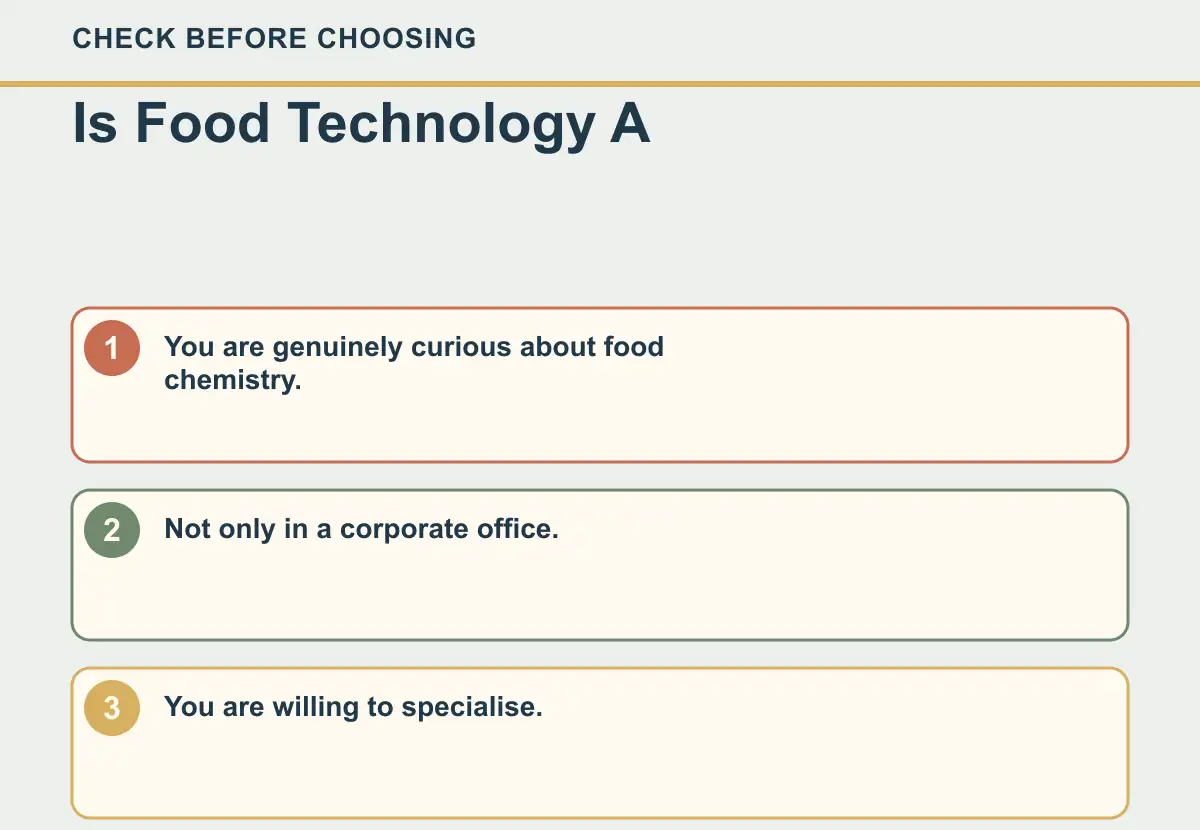 CHECK BEFORE CHOOSING
Is Food Technology A
1
You are genuinely curious about food
chemistry.
2
Not only in a corporate office.
3
You are willing to specialise.